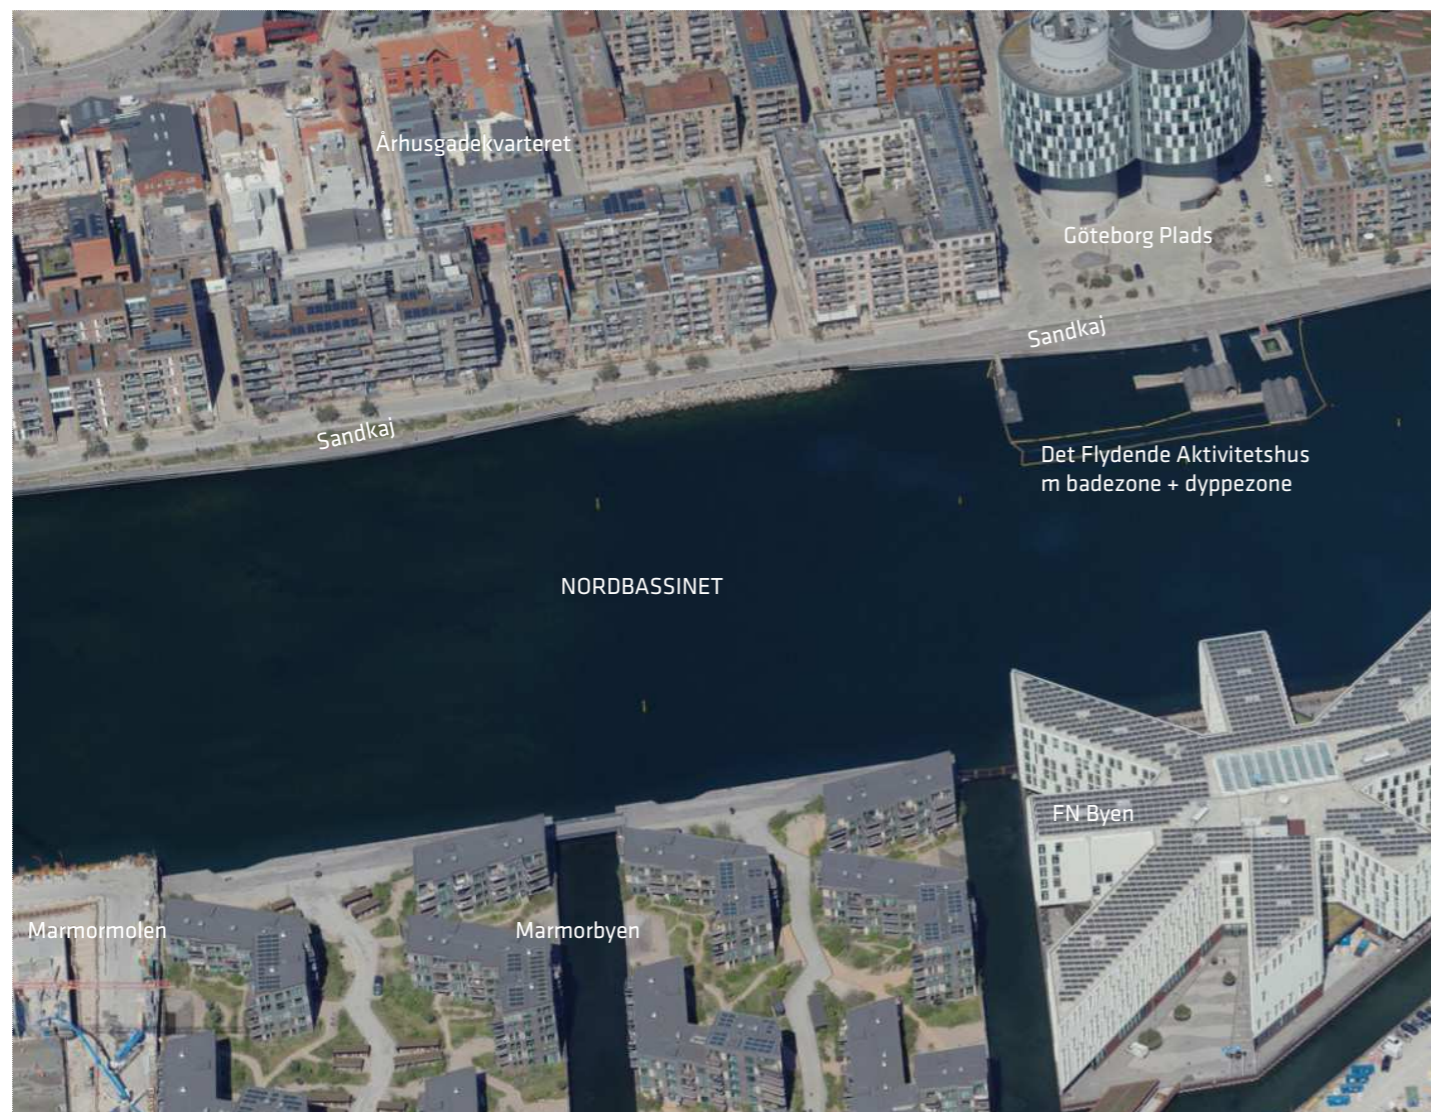 Århusgadekvarteret
Göteborg Plads
Sandkaj
Sandkaj
Det Flydende Aktivitetshus
m badezone + dyppezone
NORDBASSINET
FN Byen
Marmormolen
Marmorbyen